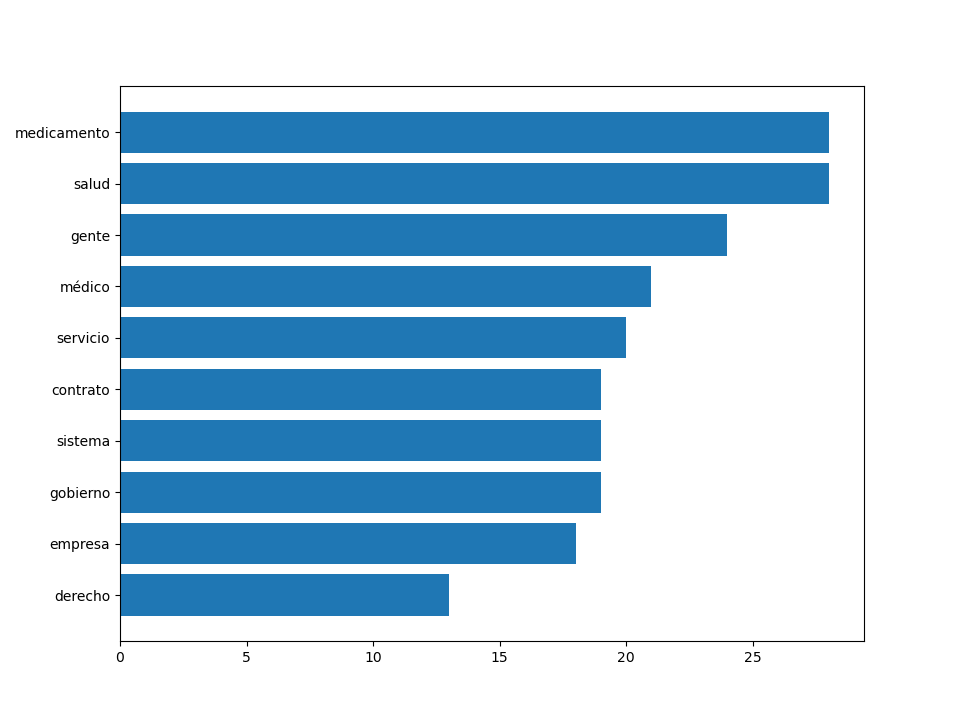 medicamento
salud
gente
médico
servicio
contrato
sistema
gobierno
empresa
derecho
0 5 10 15 20 25